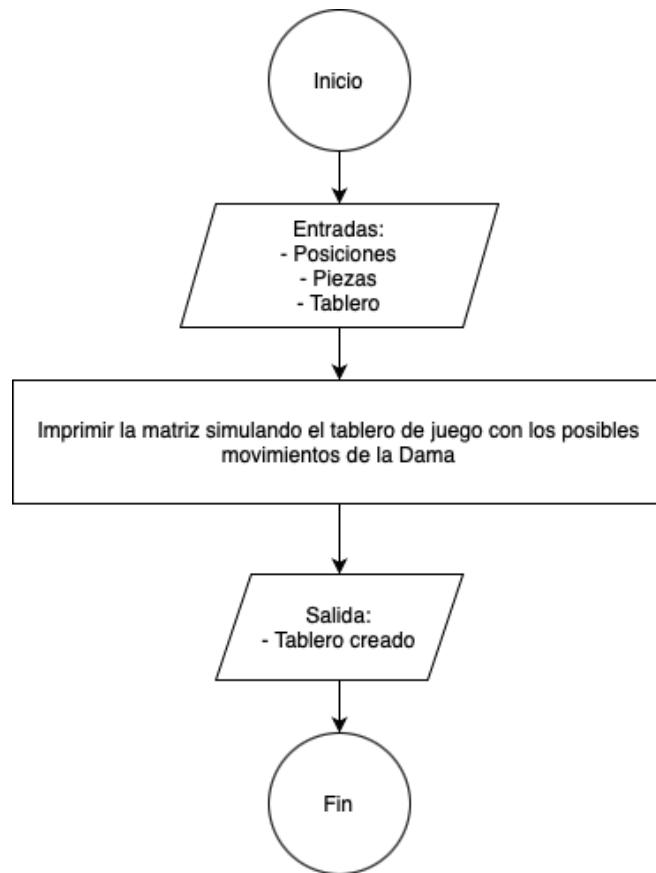 Inicio
Entradas:
- Posiciones
- Piezas
- Tablero
Imprimir la matriz simulando el tablero de juego con los posibles
movimientos de la Dama
Salida:
- Tablero creado
Fin